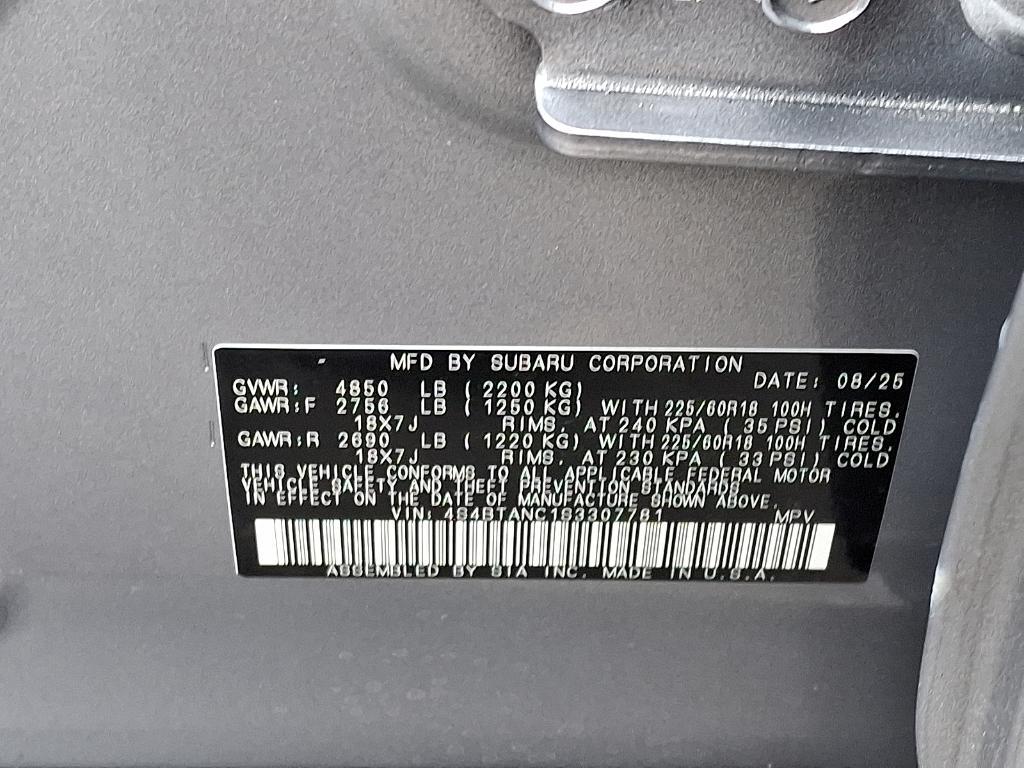 MFD BY SUBARU CORPORATION
DATE: 08/25
GVWR: 4850 LB (2200 KG)
GAWR:F 2756 LB (1250 KG) WITH 225/60R18 100H TIRES,
18X7J RIMS, AT 240 KPA (35 PSI) COLD
GAWR:R 2690 LB (1220 KG) WITH 225/60R18 100H TIRES,
18X7J RIMS, AT 230 KPA (33 PSI) COLD
THIS VEHICLE CONFORMS TO ALL APPLICABLE FEDERAL MOTOR
VEHICLE SAFETY AND THEFT PREVENTION STANDARDS
IN EFFECT ON THE DATE OF MANUFACTURE SHOWN ABOVE.
VIN: 4S4BTANC1S3307781 MPV
ASSEMBLED BY SIA INC. MADE IN U.S.A.